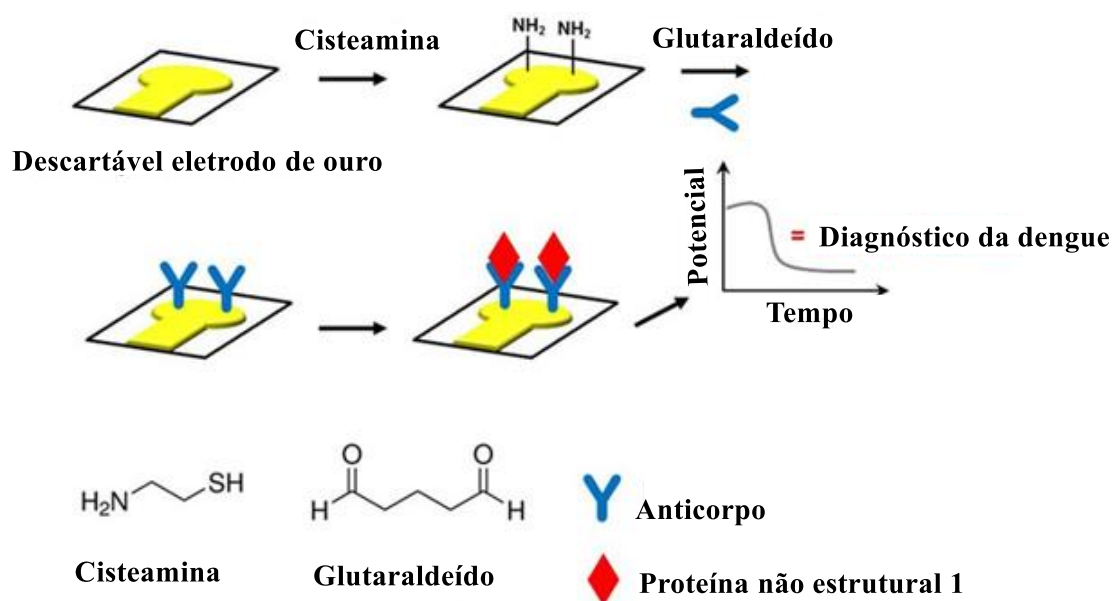 Cisteamina
NH2 NH2
Glutaraldeído
Descartável eletrodo de ouro
Potencial
= Diagnóstico da dengue
Tempo
H2N SH
O O
H H
Anticorpo
Cisteamina
Glutaraldeído
Proteína não estrutural 1